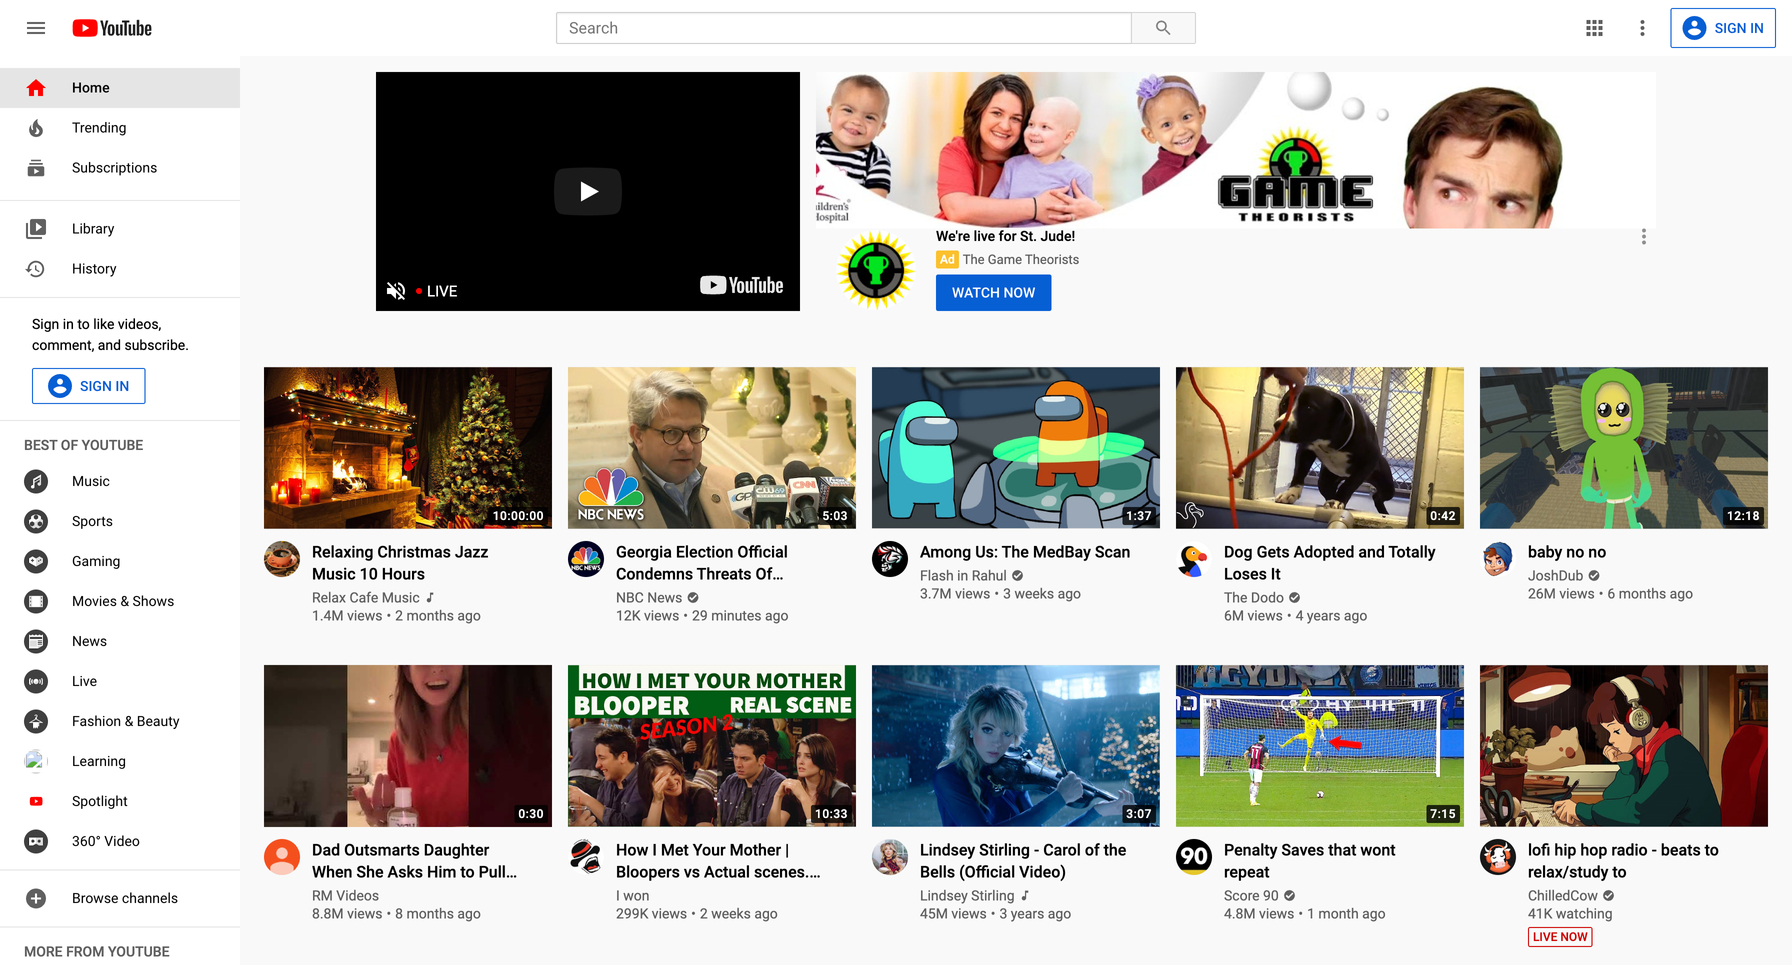 YouTube
Search
SIGN IN
Home
Trending
Subscriptions
Library
History
Sign in to like videos,
comment, and subscribe.
SIGN IN
BEST OF YOUTUBE
Music
Sports
Gaming
Movies & Shows
News
Live
Fashion & Beauty
Learning
Spotlight
360° Video
Browse channels
MORE FROM YOUTUBE
LIVE
YouTube
ildren's
Hospital
GAME
THEORISTS
We're live for St. Jude!
Ad The Game Theorists
WATCH NOW
10:00:00
Relaxing Christmas Jazz
Music 10 Hours
Relax Cafe Music
1.4M views • 2 months ago
NBC NEWS
CW69
CNN
5:03
NBC NEWS
Georgia Election Official
Condemns Threats Of...
NBC News
12K views • 29 minutes ago
1:37
Among Us: The MedBay Scan
Flash in Rahul
3.7M views • 3 weeks ago
0:42
Dog Gets Adopted and Totally
Loses It
The Dodo
6M views • 4 years ago
12:18
baby no no
JoshDub
26M views • 6 months ago
0:30
Dad Outsmarts Daughter
When She Asks Him to Pull...
RM Videos
8.8M views • 8 months ago
HOW I MET YOUR MOTHER
BLOOPER REAL SCENE
SEASON 2
10:33
How I Met Your Mother |
Bloopers vs Actual scenes....
I won
299K views • 2 weeks ago
3:07
Lindsey Stirling - Carol of the
Bells (Official Video)
Lindsey Stirling
45M views • 3 years ago
7:15
90
Penalty Saves that wont
repeat
Score 90
4.8M views • 1 month ago
lofi hip hop radio - beats to
relax/study to
ChilledCow
41K watching
LIVE NOW